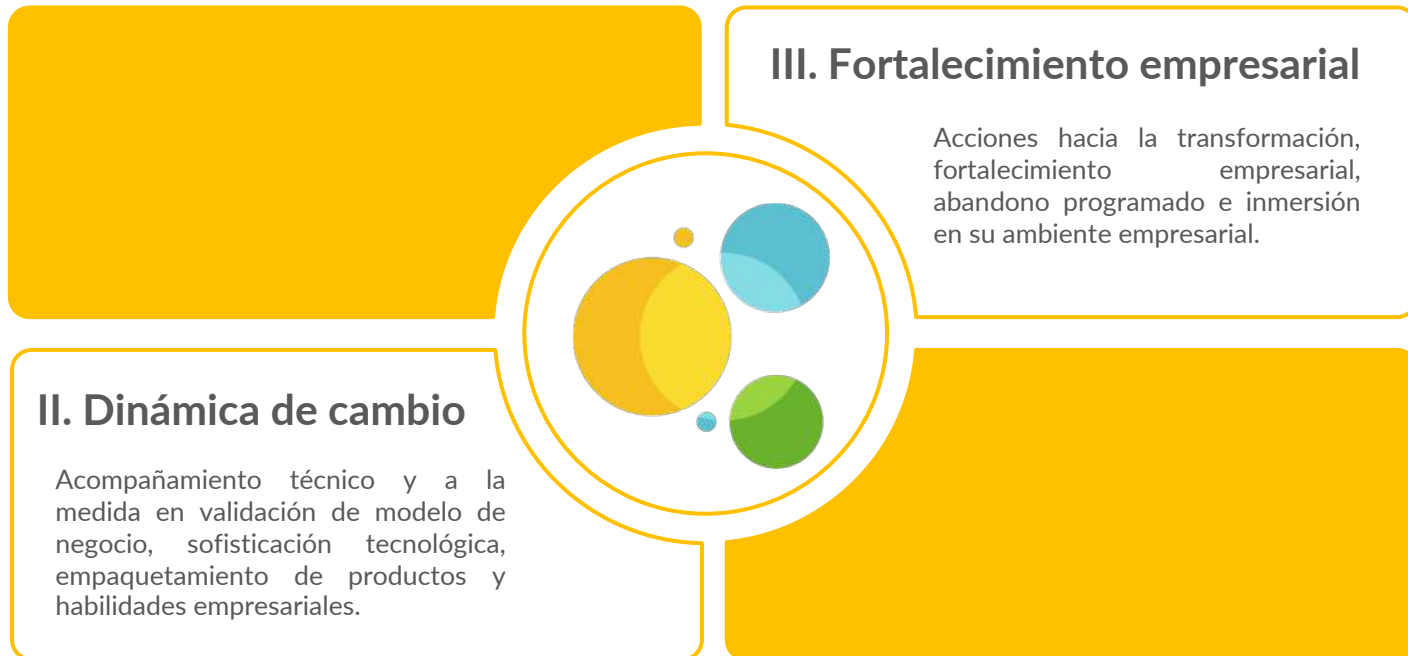 III. Fortalecimiento empresarial
Acciones hacia la transformación,
fortalecimiento empresarial,
abandono programado e inmersión
en su ambiente empresarial.
II. Dinámica de cambio
Acompañamiento técnico y a la
medida en validación de modelo de
negocio, sofisticación tecnológica,
empaquetamiento de productos y
habilidades empresariales.